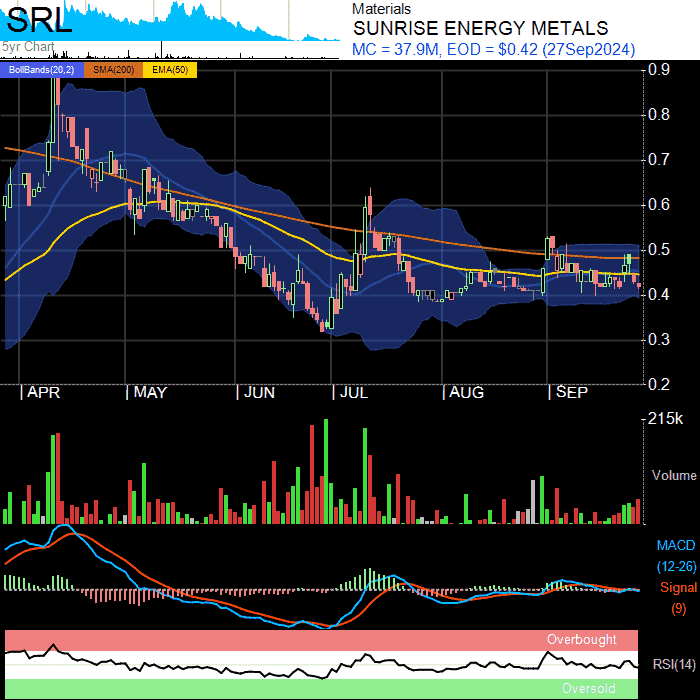 SRL
5yr Chart
Materials
SUNRISE ENERGY METALS
MC = 37.9M, EOD = $0.42 (27Sep2024)
BollBands(20,2) SMA(200) EMA(50)
0.9
0.8
0.7
0.6
0.5
0.4
0.3
0.2
| APR | MAY | JUN | JUL | AUG | SEP
215k
Volume
MACD
(12-26)
Signal
(9)
Overbought
RSI(14)
Oversold